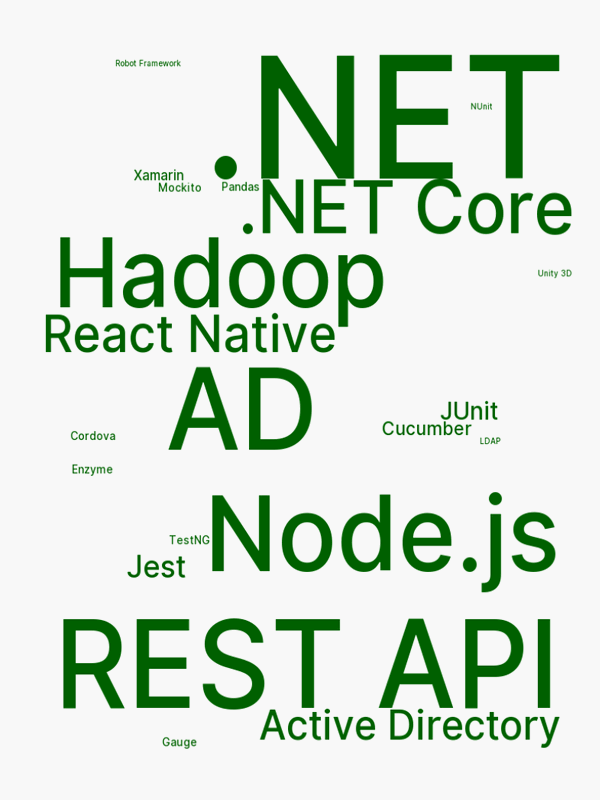 Robot Framework
.NET
NUnit
Xamarin
Mockito
Pandas
.NET Core
Hadoop
Unity 3D
React Native
AD
JUnit
Cucumber
Cordova
LDAP
Enzyme
Node.js
TestNG
Jest
REST API
Active Directory
Gauge